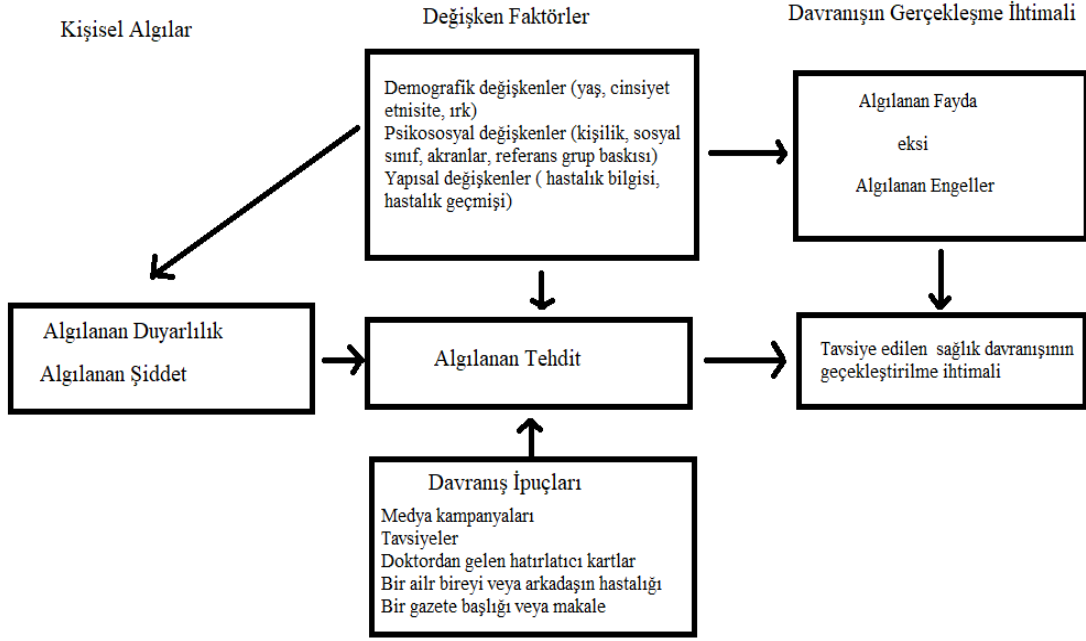 Kişisel Algılar
Değişken Faktörler
Davranışın Gerçekleşme İhtimali
Demografik değişkenler (yaş, cinsiyet
etnisite, ırk)
Psikososyal değişkenler (kişilik, sosyal
sınıf, akranlar, referans grup baskısı)
Yapısal değişkenler ( hastalık bilgisi,
hastalık geçmişi)
Algılanan Fayda
eksi
Algılanan Engeller
Algılanan Duyarlılık
Algılanan Şiddet
Algılanan Tehdit
Tavsiye edilen sağlık davranışının
geçekleştirilme ihtimali
Davranış İpuçları
Medya kampanyaları
Tavsiyeler
Doktordan gelen hatırlatıcı kartlar
Bir ailr bireyi veya arkadaşın hastalığı
Bir gazete başlığı veya makale